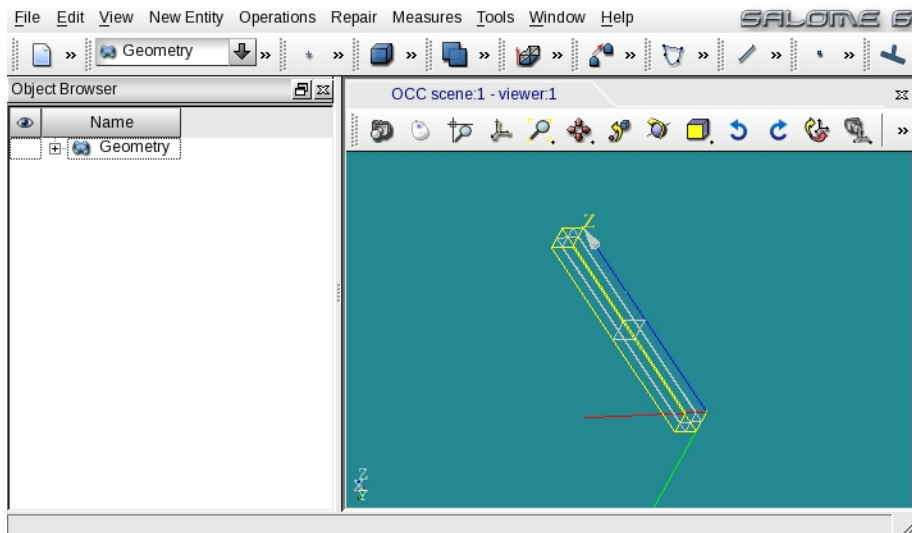 File Edit View New Entity Operations Repair Measures Tools Window Help SALOME 6
» Geometry » » » » » » » » »
Object Browser
OCC scene:1 - viewer:1
Name
»
Geometry
Z
Z
Y